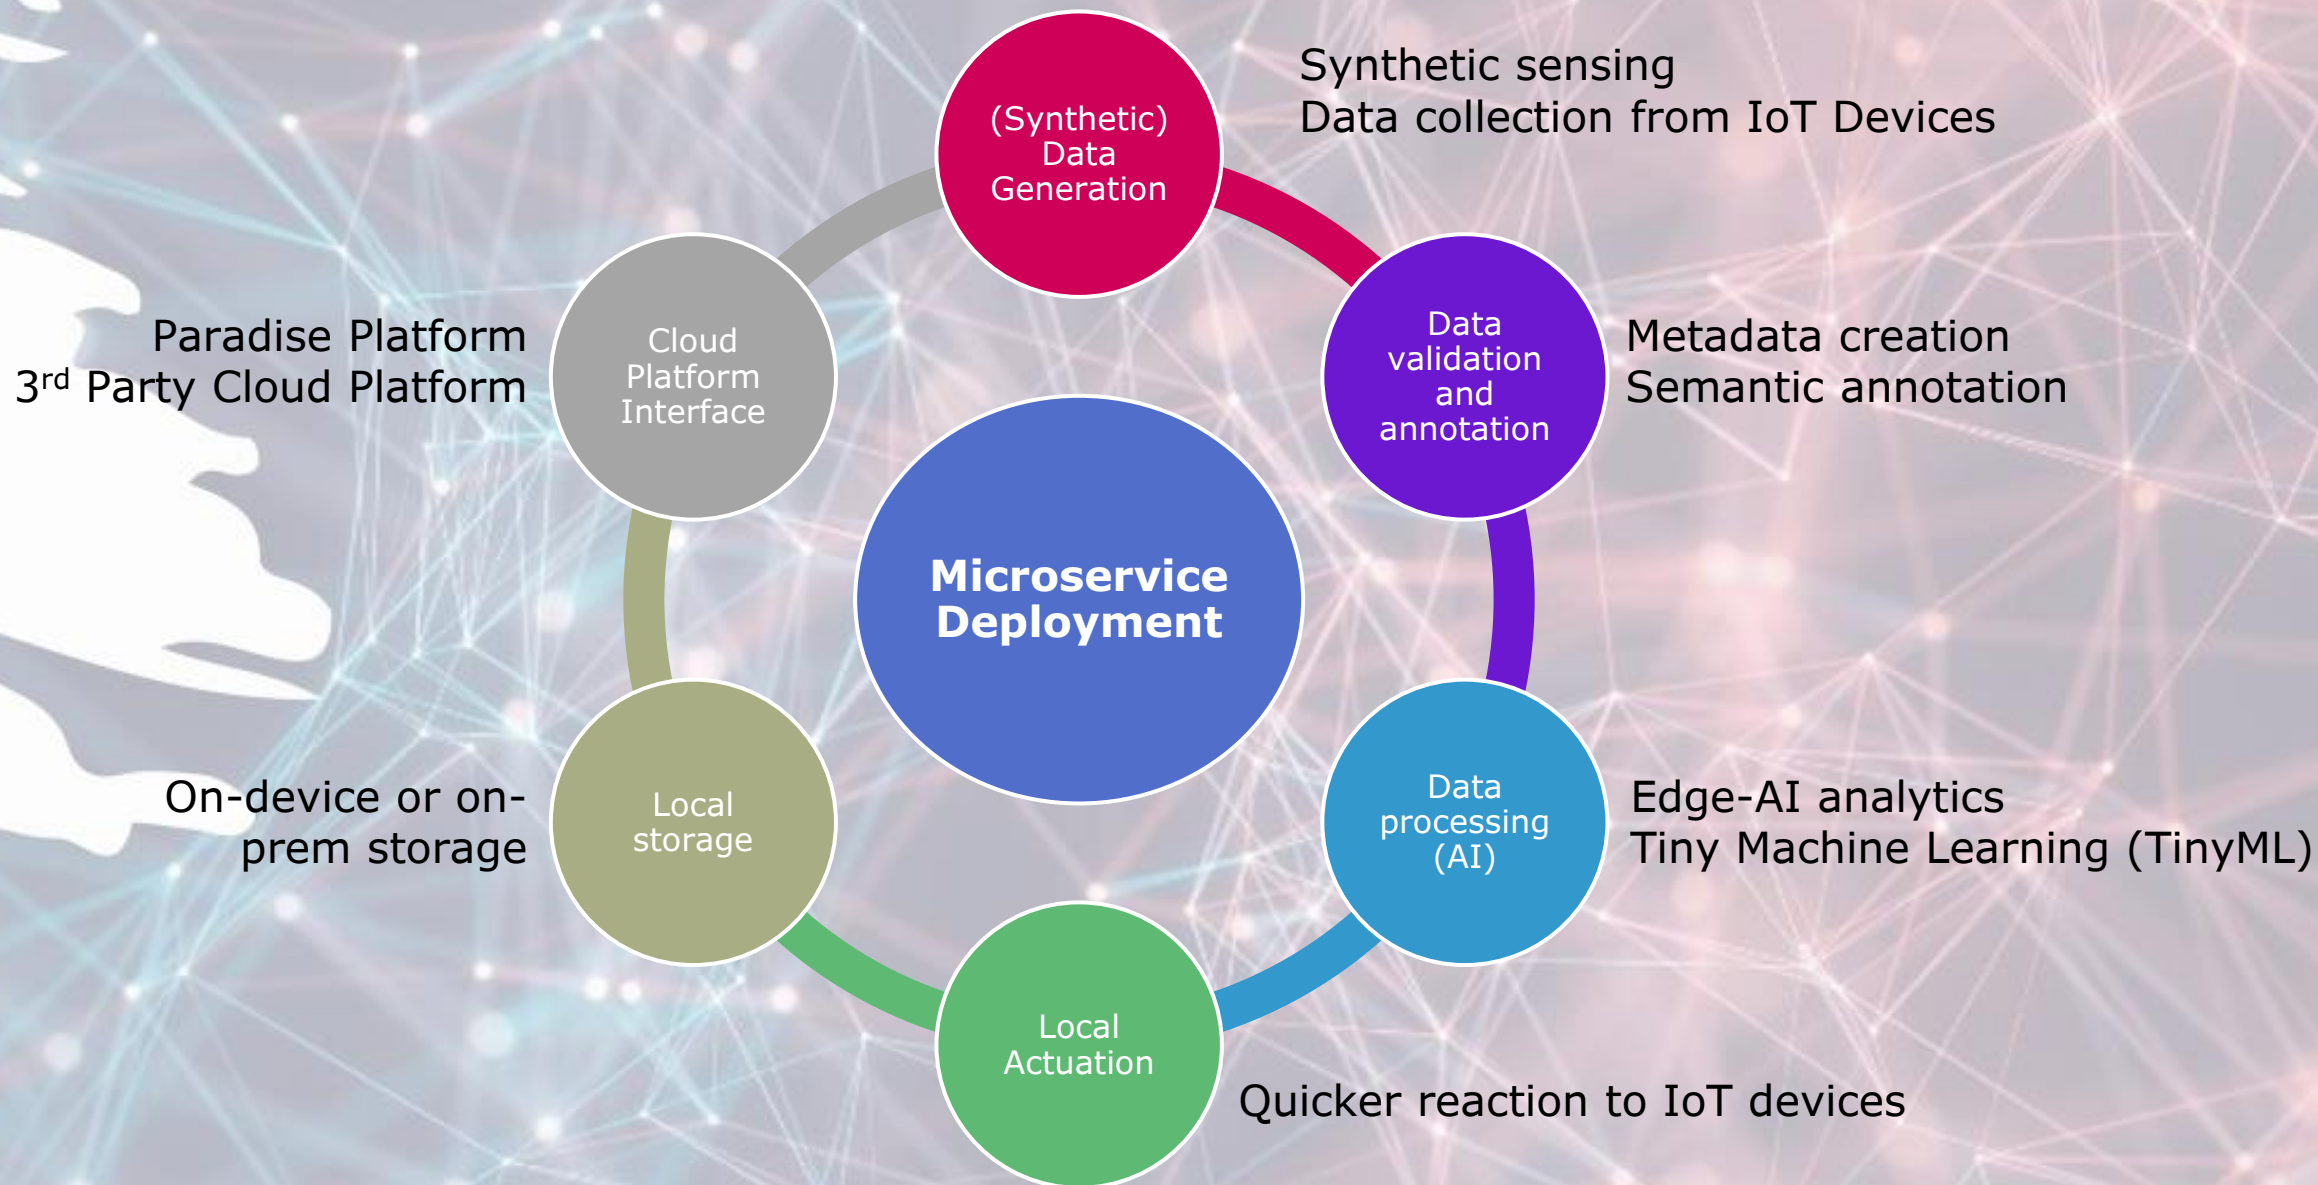 (Synthetic)
Data
Generation
Synthetic sensing
Data collection from IoT Devices
Data
validation
and
annotation
Metadata creation
Semantic annotation
Data
processing
(AI)
Edge-AI analytics
Tiny Machine Learning (TinyML)
Local
Actuation
Quicker reaction to IoT devices
Local
storage
On-device or on-
prem storage
Cloud
Platform
Interface
Paradise Platform
3rd Party Cloud Platform
Microservice
Deployment